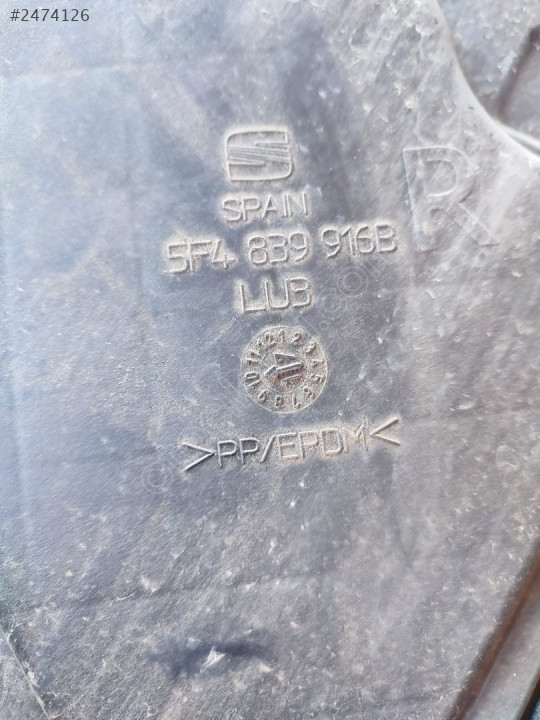 #2474126
SPAIN
R
5F4 839 916B
LUB
>PP/EPDM<